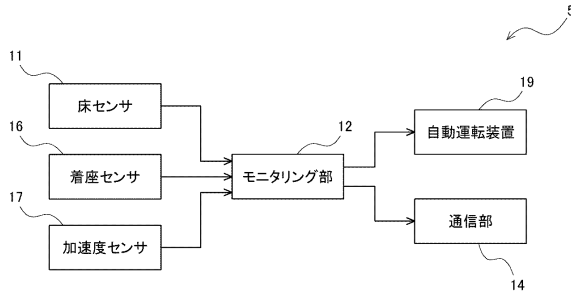 5
11
床センサ
16
着座センサ
17
加速度センサ
12
モニタリング部
19
自動運転装置
通信部
14